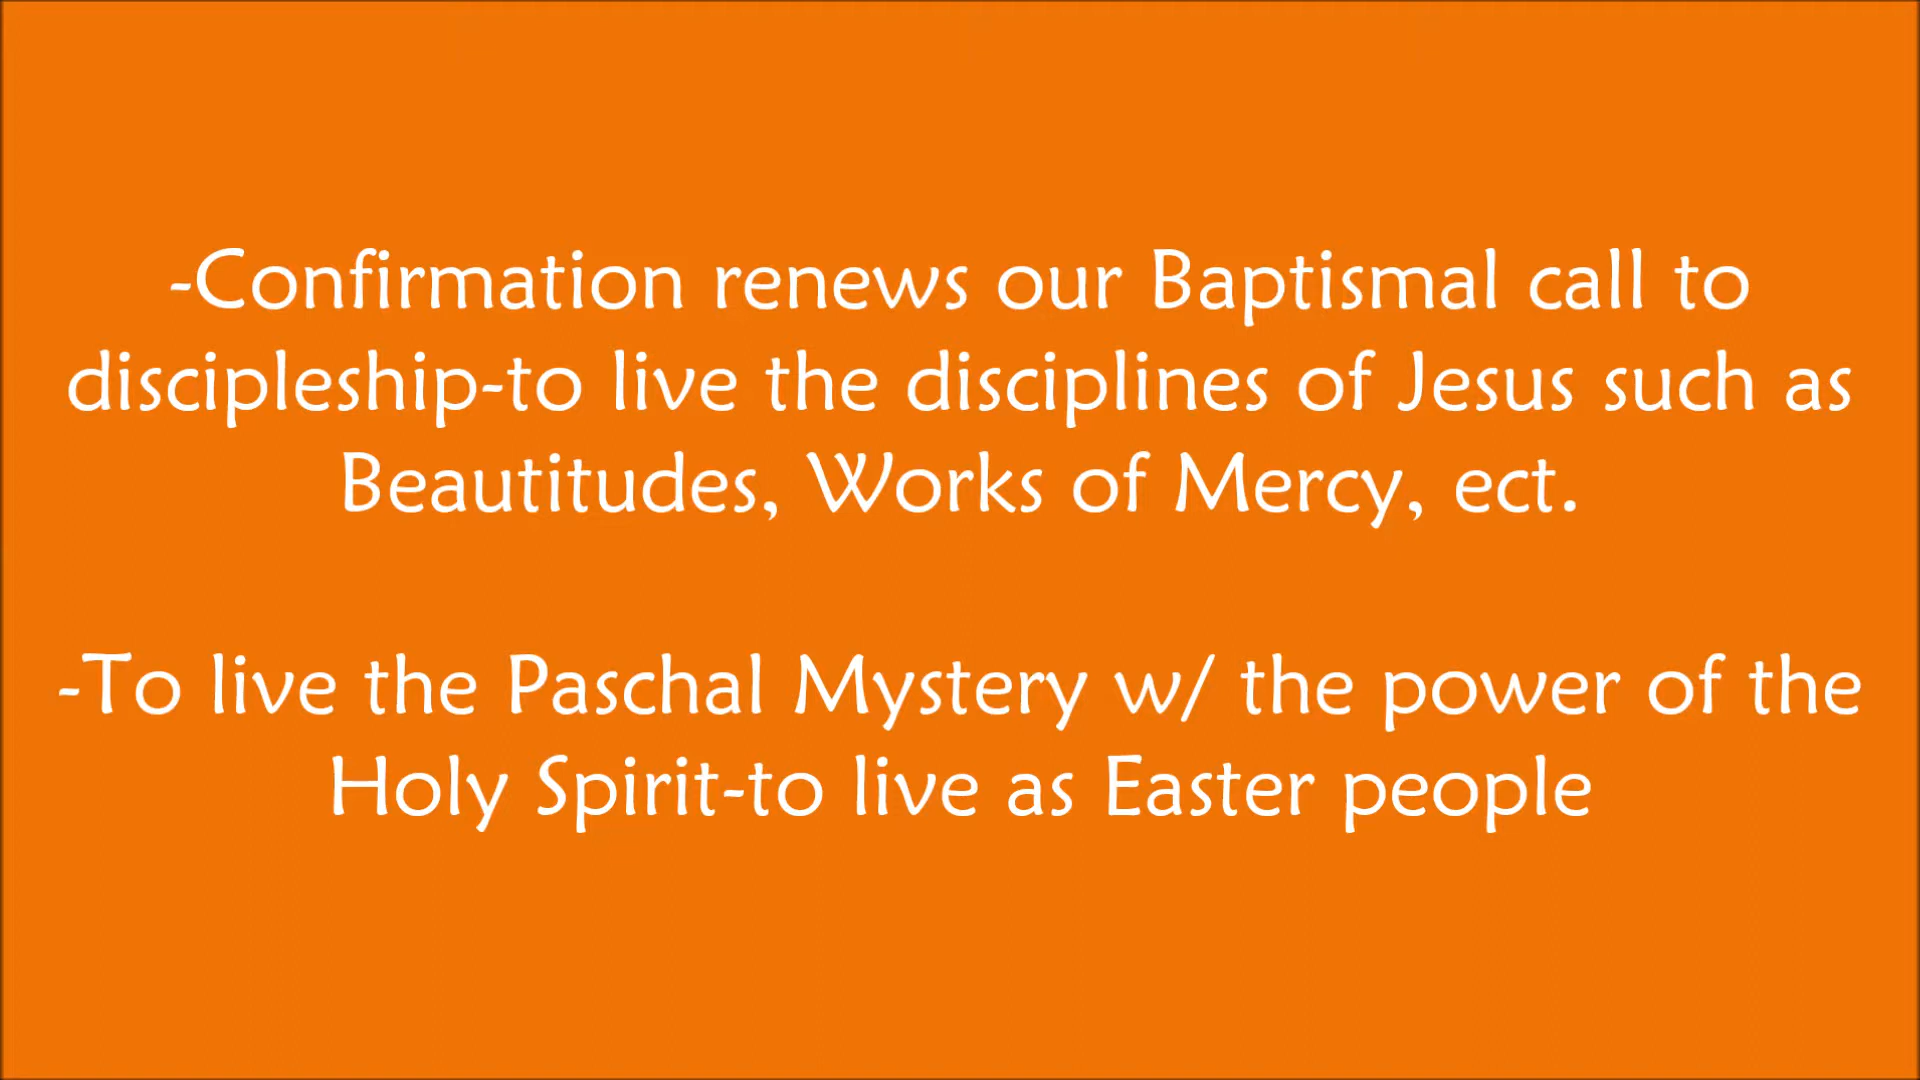 -Confirmation renews our Baptismal call to
discipleship-to live the disciplines of Jesus such as
Beautitudes, Works of Mercy, ect.
-To live the Paschal Mystery w/ the power of the
Holy Spirit-to live as Easter people